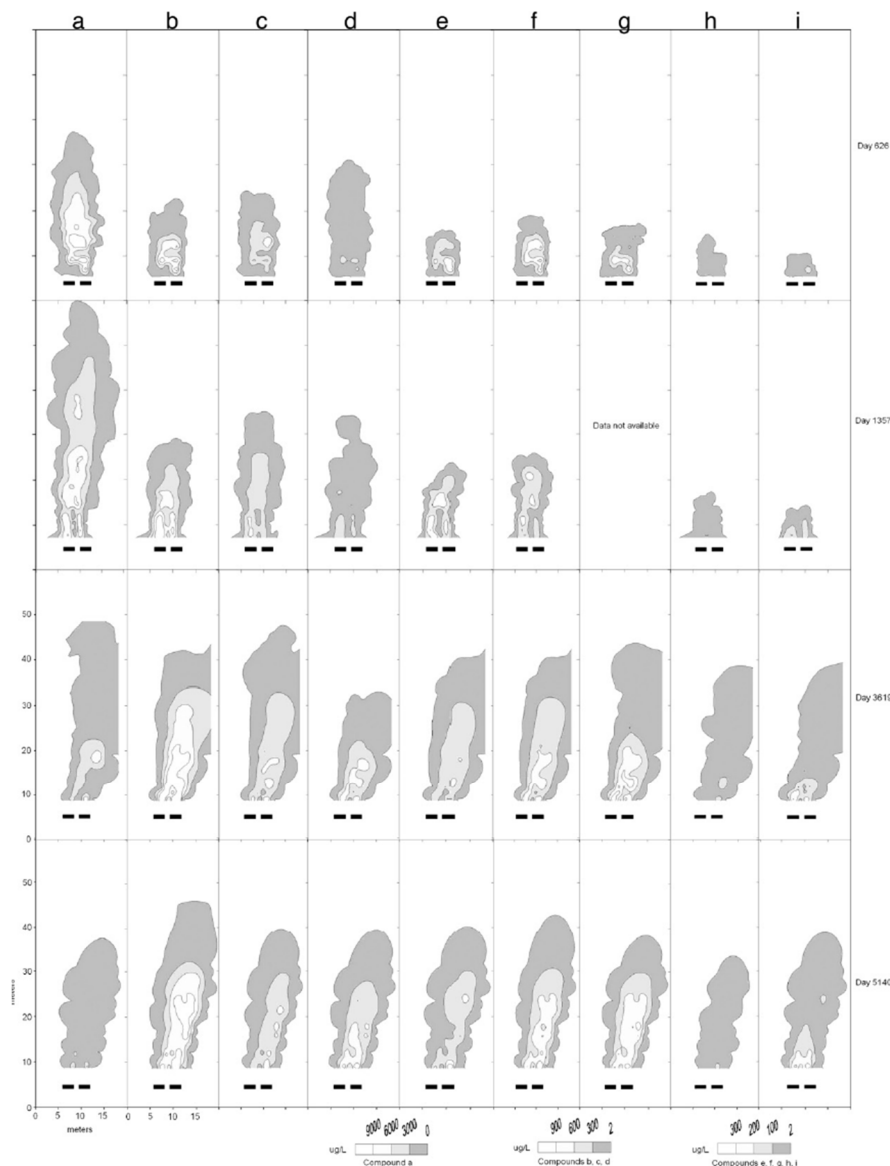 a b c d e f g h i
Day 626
Data not available
Day 1357
50
40
30
20
10
0
Day 3619
50
40
30
20
10
0
Day 5140
0 5 10 15 0 5 10 15
meters
ug/L 9000 6000 3000 0
Compound a
ug/L 900 600 300 2
Compounds b, c, d
ug/L 300 200 100 2
Compounds e, f, g, h, i